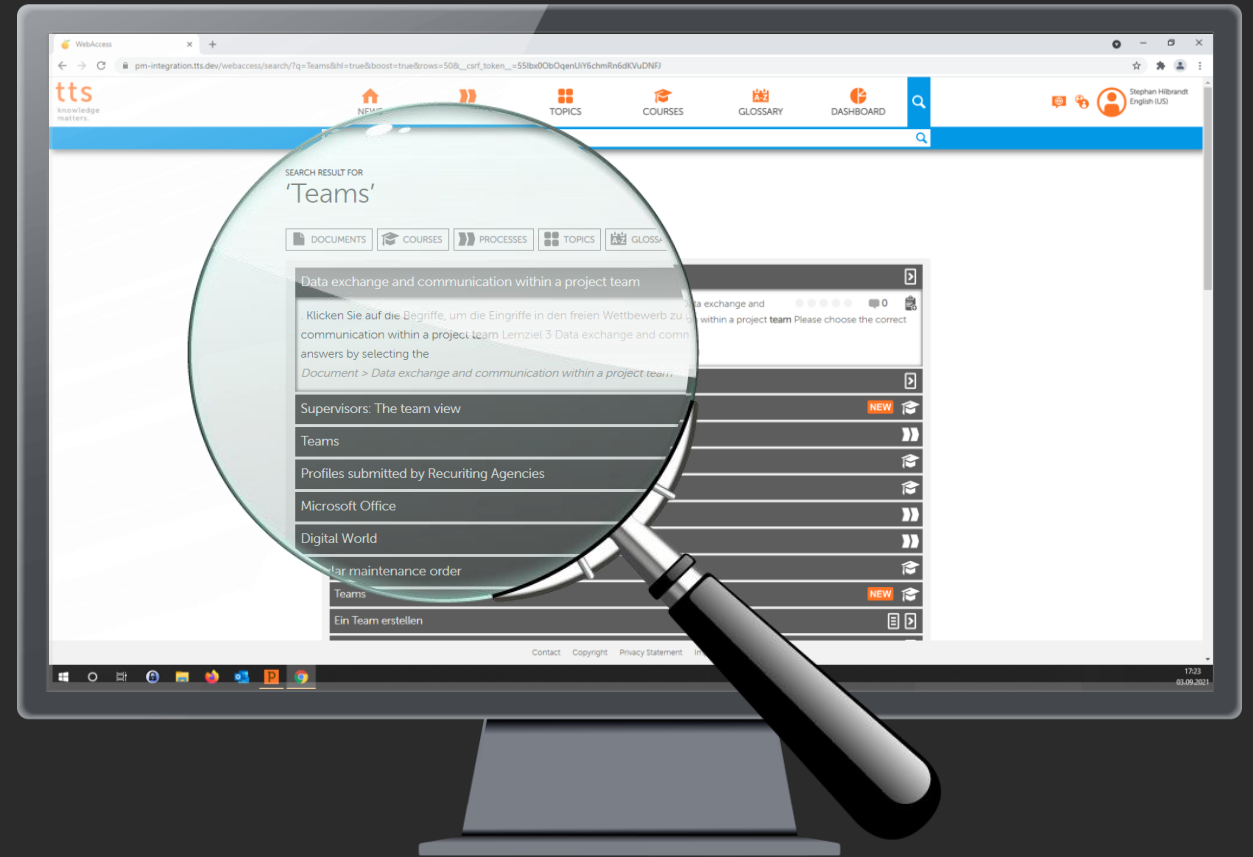 WebAccess
pm-integration.tts.dev/webaccess/search/?q=Teams&hl=true&boost=true&rows=50&_csrf_token_=
tts
knowledge
matters.
NEWS
TOPICS
COURSES
GLOSSARY
DASHBOARD
Stephan Hilbrandt
English (US)
SEARCH RESULT FOR
'Teams'
DOCUMENTS COURSES PROCESSES TOPICS GLOSS
Data exchange and communication within a project team
. Klicken Sie auf die Begriffe, um die Eingriffe in den freien Wettbewerb zu
communication within a project team Lernziel 3 Data exchange and comm
answers by selecting the
Document > Data exchange and communication within a project team
ta exchange and 0
within a project team Please choose the correct
Supervisors: The team view NEW
Teams
Profiles submitted by Recuriting Agencies
Microsoft Office
Digital World
lar maintenance order
Teams NEW
Ein Team erstellen
Contact Copyright Privacy Statement
17:23
03.09.2021